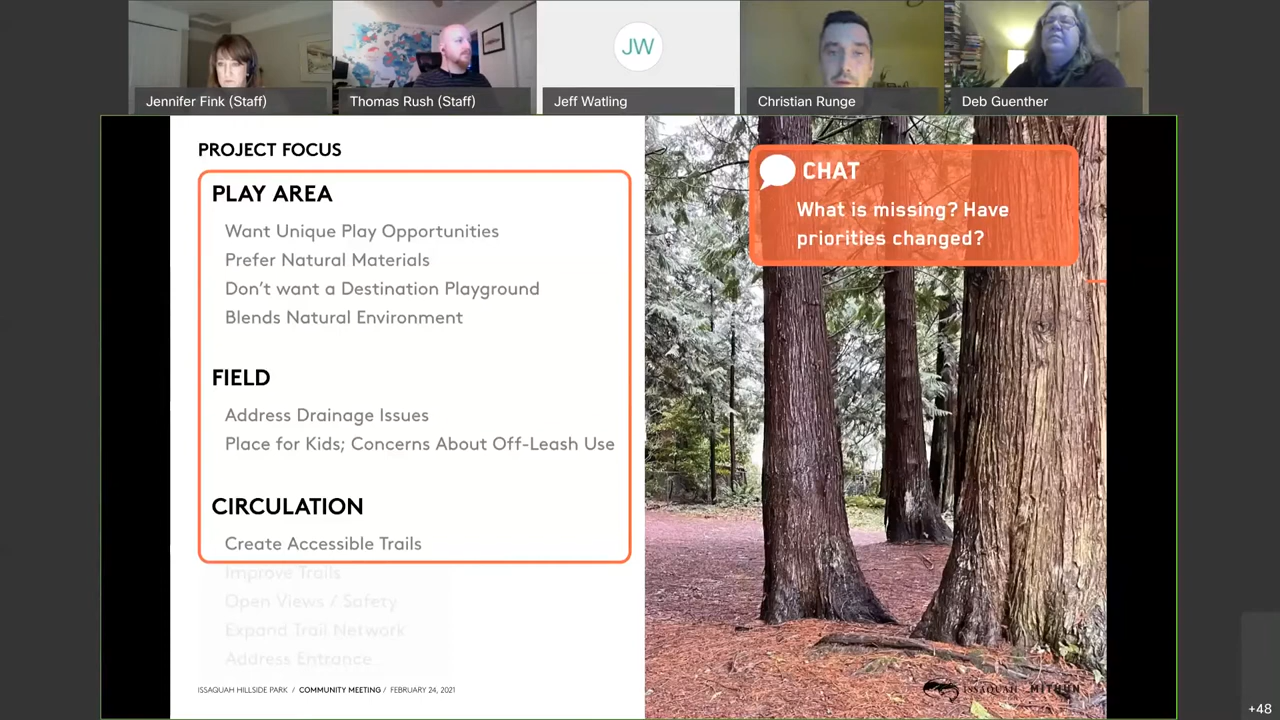 JW
Jennifer Fink (Staff)
Thomas Rush (Staff)
Jeff Watling
Christian Runge
Deb Guenther
PROJECT FOCUS
PLAY AREA
Want Unique Play Opportunities
Prefer Natural Materials
Don't want a Destination Playground
Blends Natural Environment
FIELD
Address Drainage Issues
Place for Kids; Concerns About Off-Leash Use
CIRCULATION
Create Accessible Trails
Improve Trails
Open Views / Safety
Expand Trail Network
Address Entrance
ISSAQUAH HILLSIDE PARK / COMMUNITY MEETING / FEBRUARY 24, 2021
CHAT
What is missing? Have
priorities changed?
ISSAQUAH MITHUN
+48